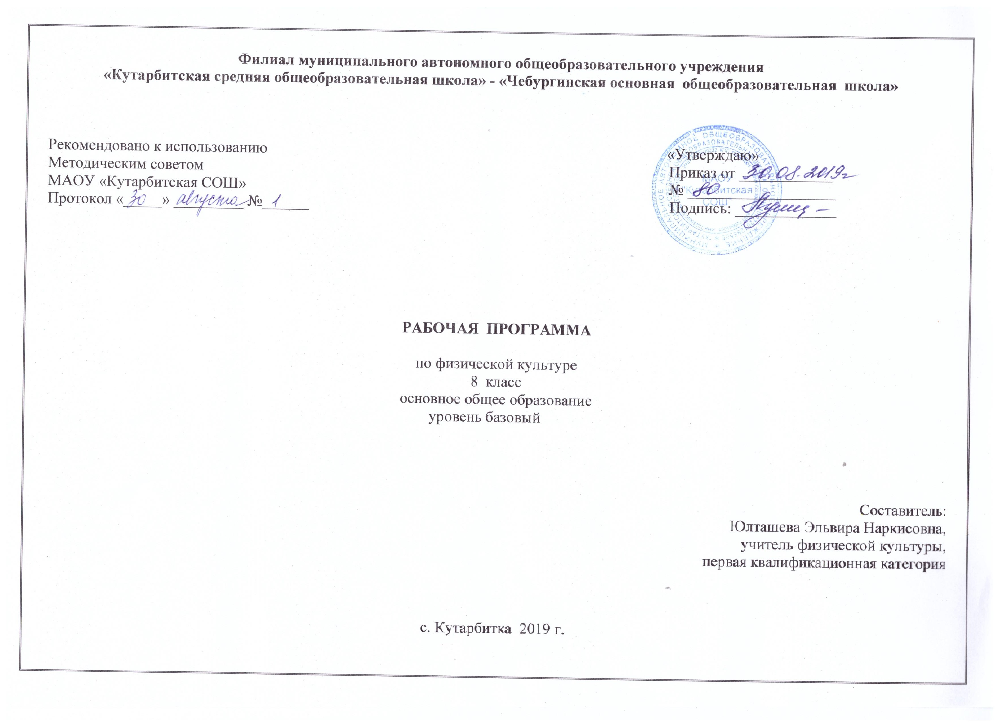 Филиал муниципального автономного общеобразовательного учреждения
«Кутарбитская средняя общеобразовательная школа» - «Чебургинская основная общеобразовательная школа»
Рекомендовано к использованию
Методическим советом
МАОУ «Кутарбитская СОШ»
Протокол «30» августа №1
«Утверждаю»
Приказ от 30.08.2019г
№ 80
Подпись:
МАОУ
"Кутарбитская
СОШ"
РАБОЧАЯ ПРОГРАММА
по физической культуре
8 класс
основное общее образование
уровень базовый
Составитель:
Юлташева Эльвира Наркисовна,
учитель физической культуры,
первая квалификационная категория
с. Кутарбитка 2019 г.